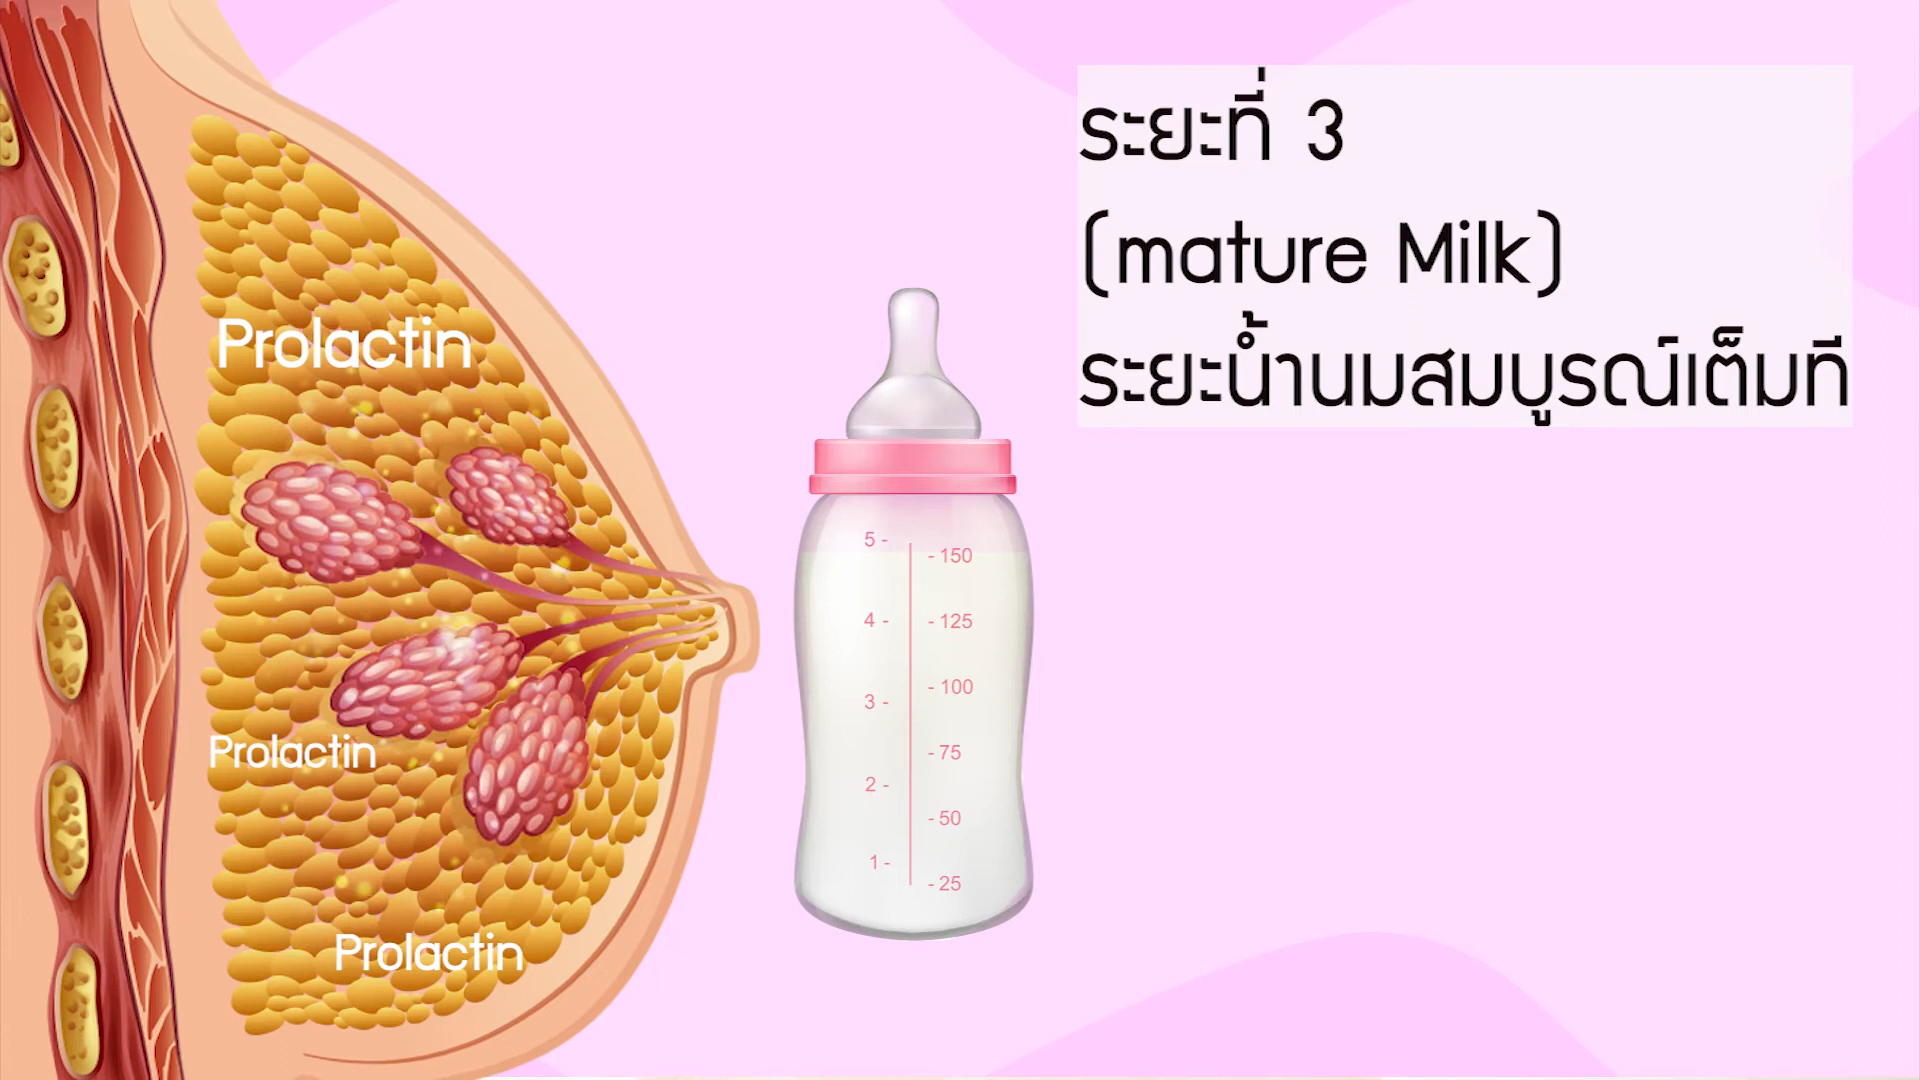 ระยะที่ 3
(mature Milk)
ระยะน้ำนมสมบูรณ์เต็มที
Prolactin
Prolactin
Prolactin
5 -
- 150
4 -
- 125
3 -
- 100
- 75
2 -
- 50
1 -
- 25